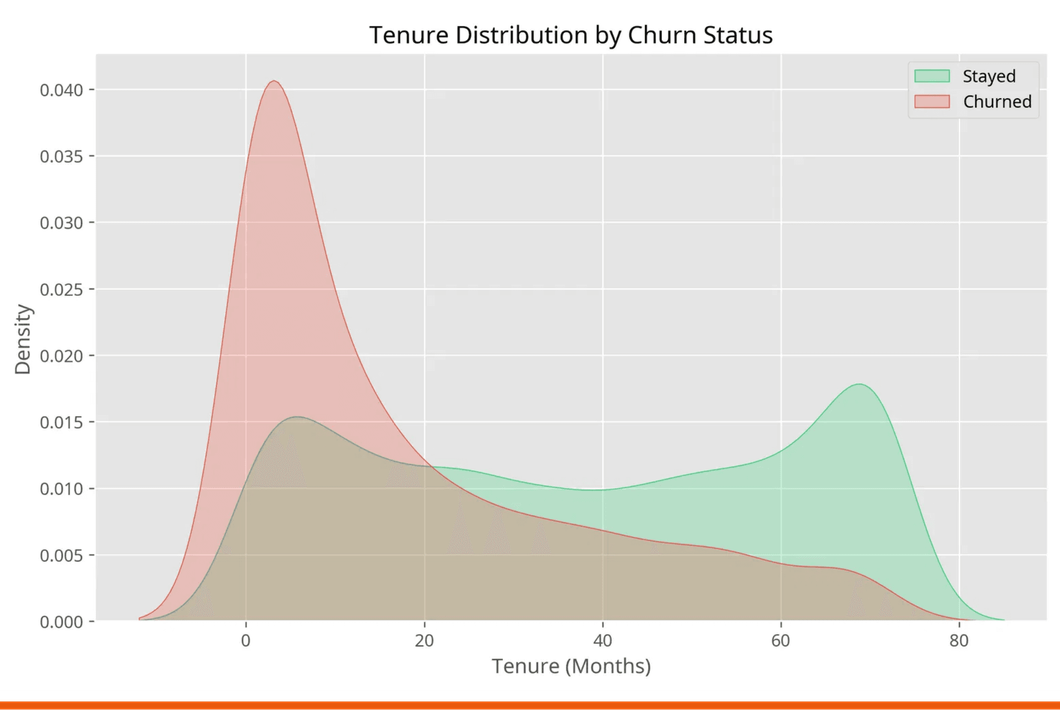 Tenure Distribution by Churn Status
Stayed
Churned
0.040
0.035
0.030
0.025
0.020
0.015
0.010
0.005
0.000
Density
0 20 40 60 80
Tenure (Months)